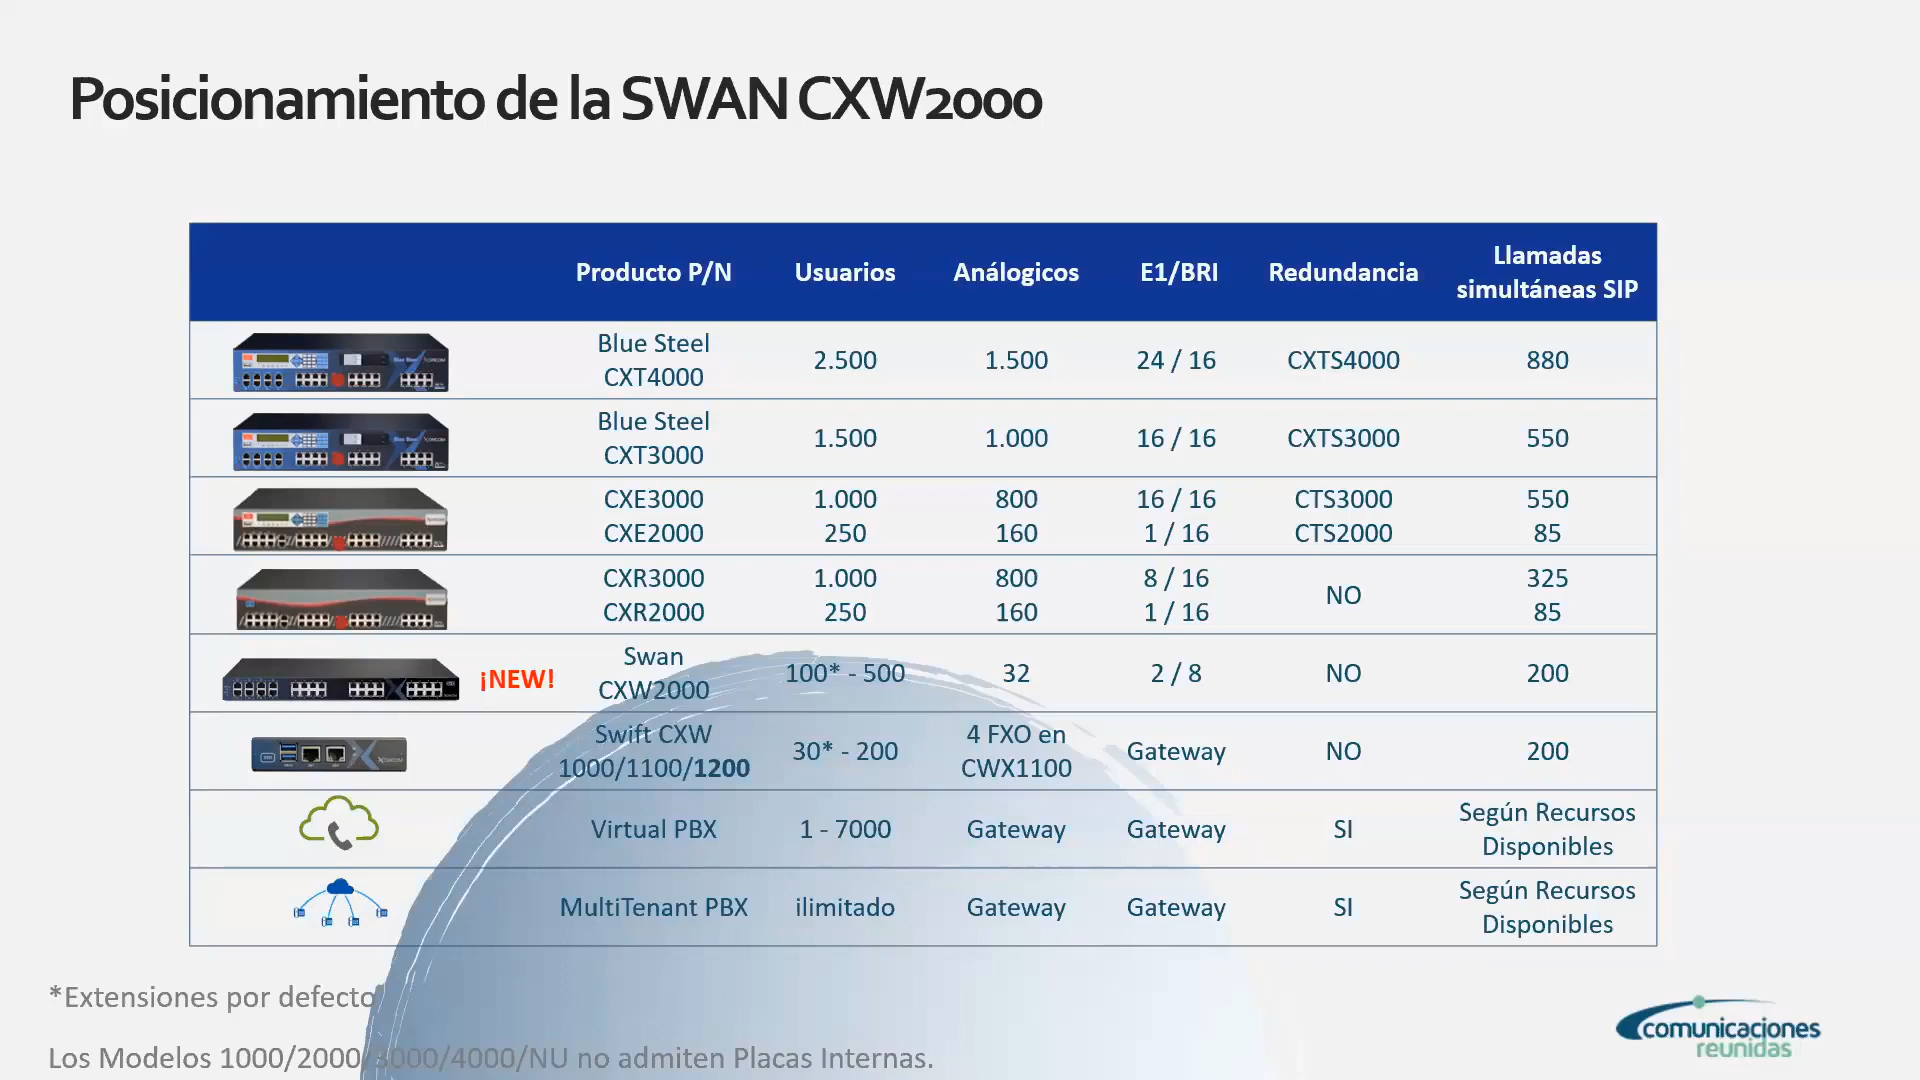 Posicionamiento de la SWAN CXW2000
Producto P/N Usuarios Análogicos E1/BRI Redundancia Llamadas simultáneas SIP
Blue Steel CXT4000 2.500 1.500 24 / 16 CXTS4000 880
Blue Steel CXT3000 1.500 1.000 16 / 16 CXTS3000 550
CXE3000 1.000 800 16 / 16 CTS3000 550
CXE2000 250 160 1 / 16 CTS2000 85
CXR3000 1.000 800 8 / 16 NO 325
CXR2000 250 160 1 / 16 85
¡NEW! Swan CXW2000 100* - 500 32 2 / 8 NO 200
Swift CXW 1000/1100/1200 30* - 200 4 FXO en CWX1100 Gateway NO 200
Virtual PBX 1 - 7000 Gateway Gateway SI Según Recursos Disponibles
MultiTenant PBX ilimitado Gateway Gateway SI Según Recursos Disponibles
*Extensiones por defecto
Los Modelos 1000/2000/3000/4000/NU no admiten Placas Internas.
comunicaciones
reunidas